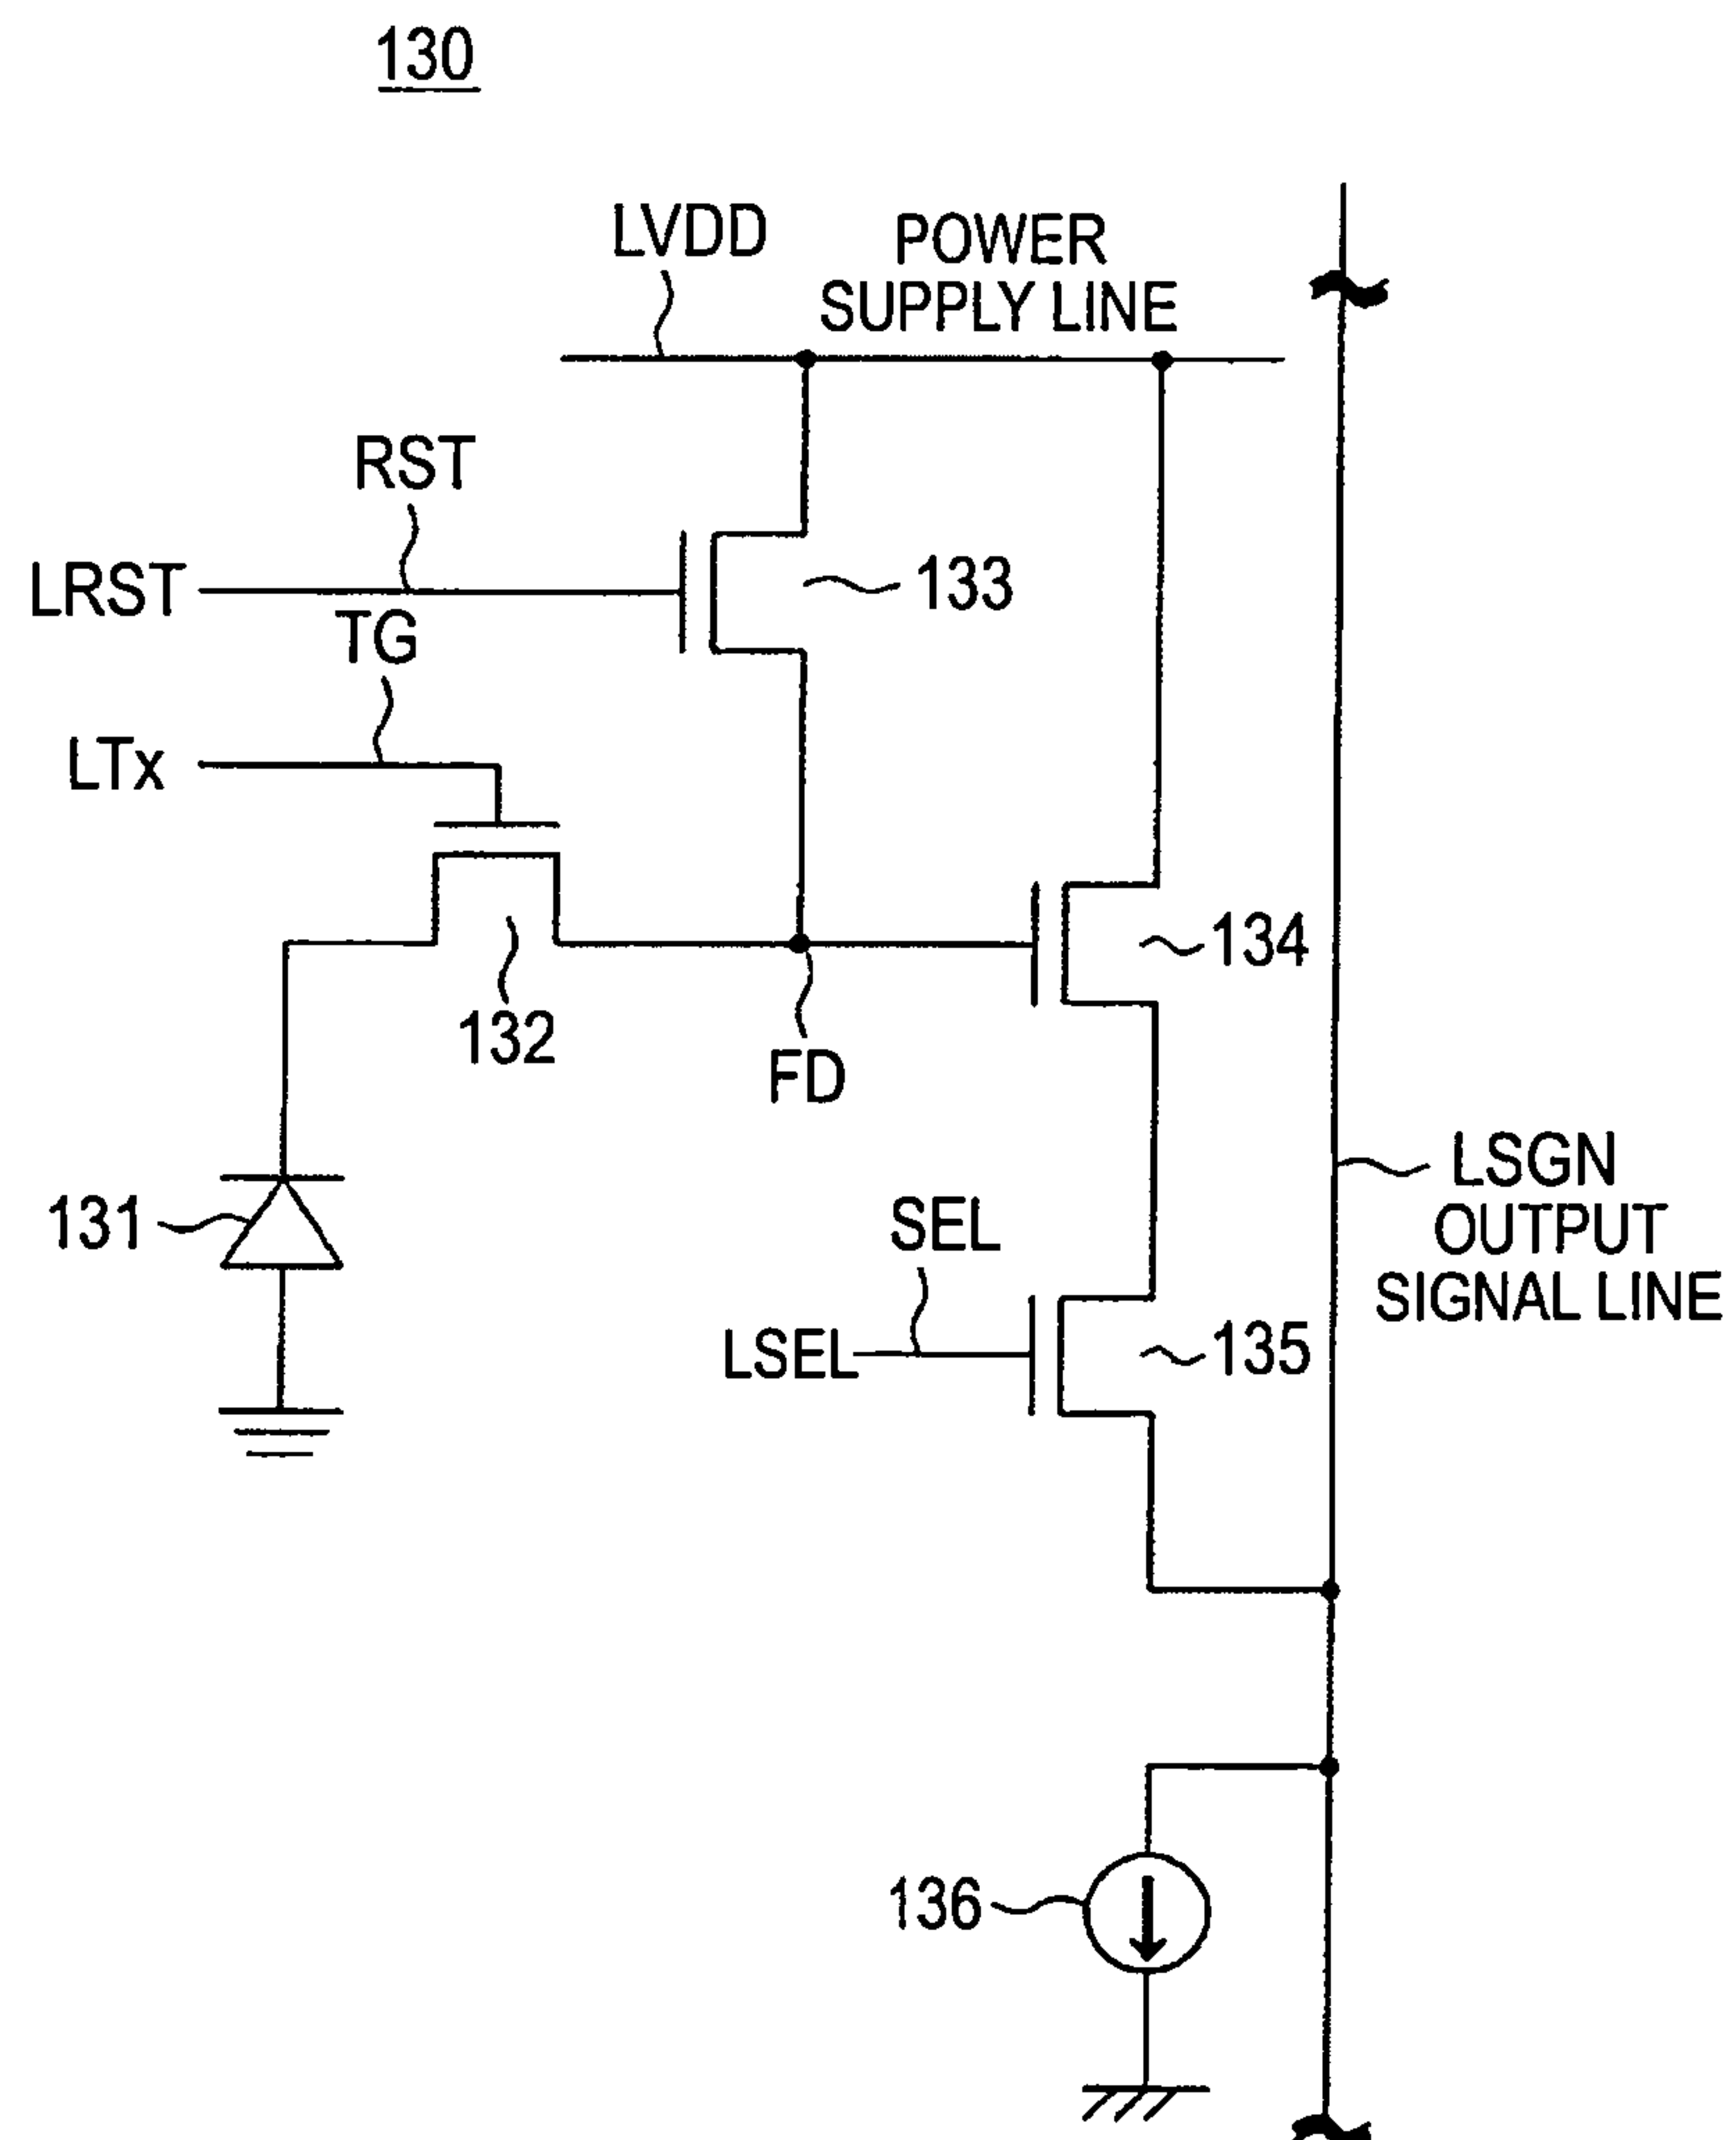 130
LVDD
POWER
SUPPLY LINE
RST
LRST
133
TG
LTx
134
132
FD
LSGN
OUTPUT
SIGNAL LINE
131
SEL
LSEL
135
136